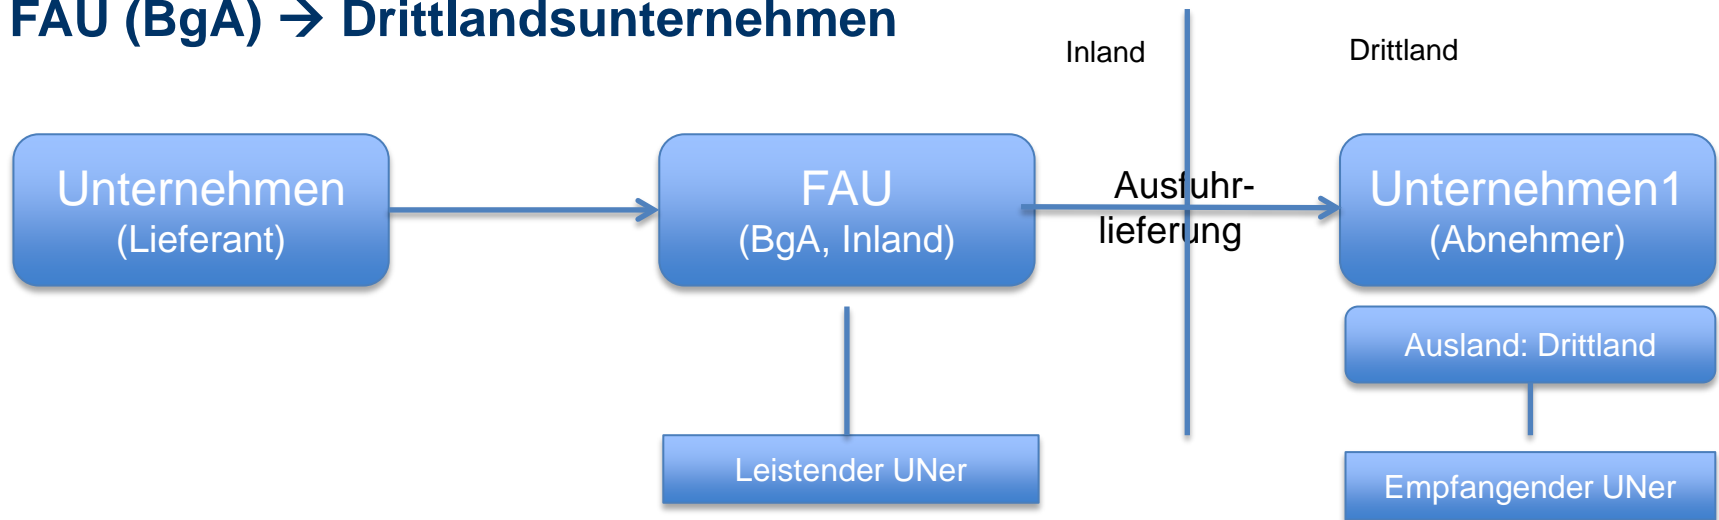 FAU (BgA) → Drittlandsunternehmen
Inland
Drittland
Unternehmen
(Lieferant)
FAU
(BgA, Inland)
Ausfuhr-
lieferung
Unternehmen1
(Abnehmer)
Ausland: Drittland
Leistender UNer
Empfangender UNer